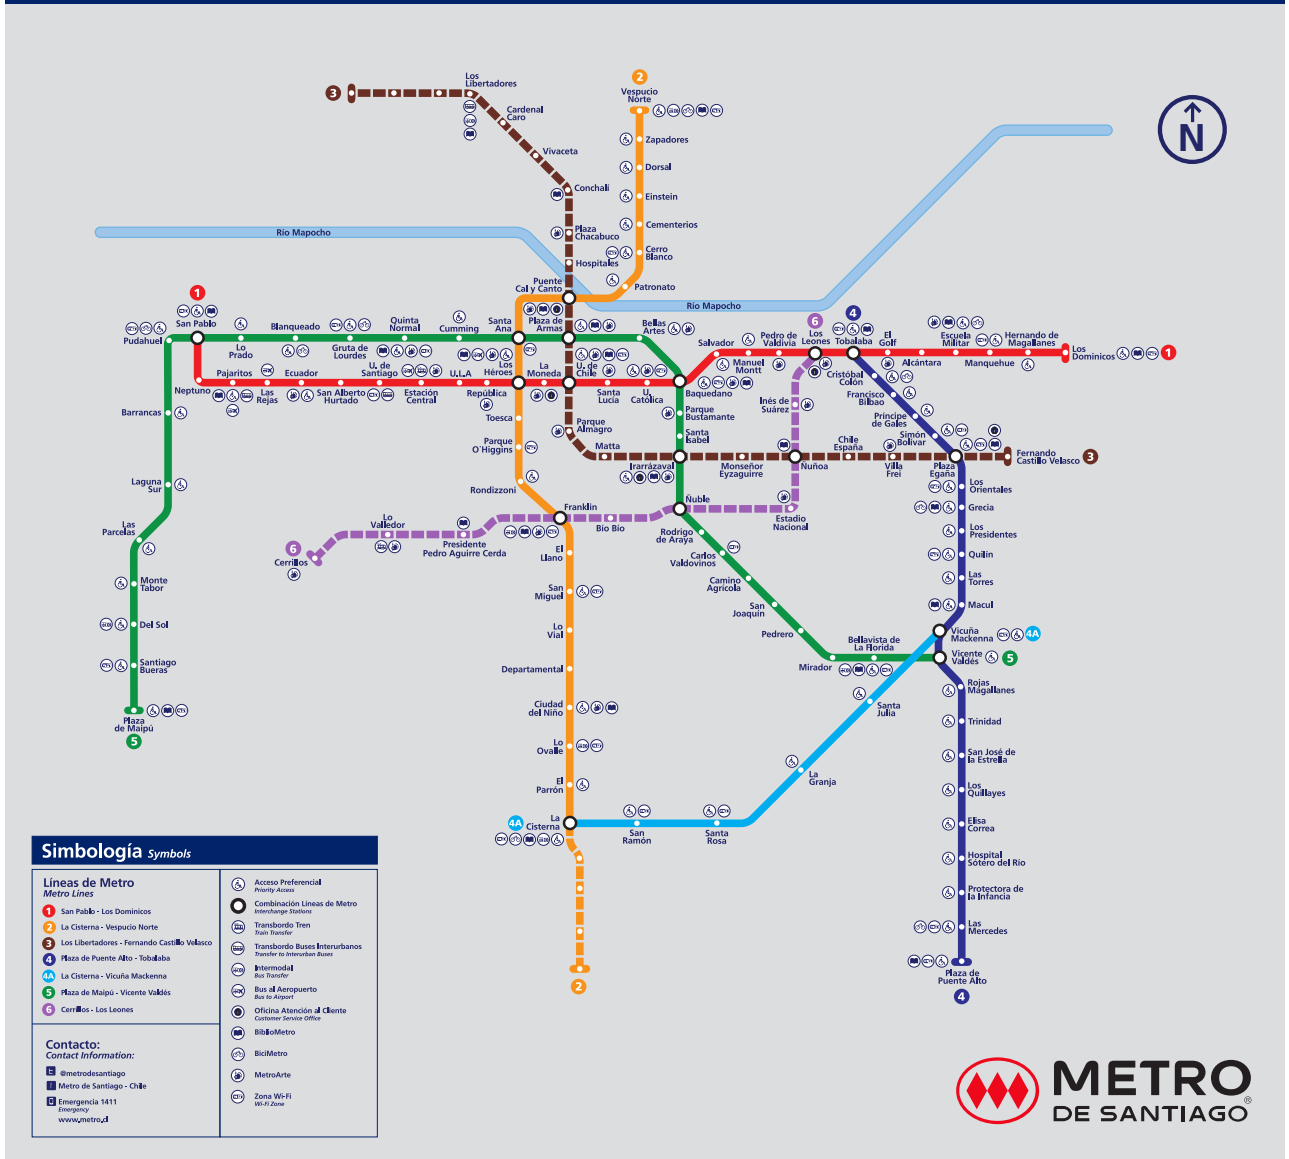 3
Los
Libertadores
Cardenal
Caro
Vivaceta
Conchalí
Plaza
Chacabuco
Hospitales
2
Vespucio
Norte
Zapadores
Dorsal
Einstein
Cementerios
Cerro
Blanco
Patronato
N
Río Mapocho
Río Mapocho
Puente
Cal y Canto
1
San Pablo
Pudahuel
Lo
Prado
Blanqueado
Gruta de
Lourdes
Quinta
Normal
Cumming
Santa
Ana
Plaza de
Armas
Bellas
Artes
Neptuno
Pajaritos
Las
Rejas
Ecuador
San Alberto
Hurtado
U. de
Santiago
Estación
Central
U.L.A
República
Los
Héroes
La
Moneda
U. de
Chile
Santa
Lucía
U.
Católica
Baquedano
Salvador
Manuel
Montt
Pedro de
Valdivia
6
Los
Leones
4
Tobalaba
El
Golf
Alcántara
Escuela
Militar
Manquehue
Hernando de
Magallanes
Los
Dominicos
1
Cristóbal
Colón
Francisco
Bilbao
Príncipe
de Gales
Simón
Bolívar
Plaza
Egaña
Fernando
Castillo Velasco
3
Inés de
Suárez
Parque
Bustamante
Santa
Isabel
Toesca
Parque
O'Higgins
Rondizzoni
Parque
Almagro
Matta
Irarrázaval
Monseñor
Eyzaguirre
Ñuñoa
Chile
España
Villa
Frei
Barrancas
Laguna
Sur
Las
Parcelas
Monte
Tabor
Del Sol
Santiago
Bueras
Plaza
de Maipú
5
6
Cerrillos
Lo
Valledor
Presidente
Pedro Aguirre Cerda
Franklin
Bío Bío
Ñuble
Estadio
Nacional
Rodrigo
de Araya
Carlos
Valdovinos
Camino
Agrícola
San
Joaquín
Pedrero
Mirador
Bellavista de
La Florida
El
Llano
San
Miguel
Lo
Vial
Departamental
Ciudad
del Niño
Lo
Ovalle
El
Parrón
4A
La
Cisterna
2
San
Ramón
Santa
Rosa
La
Granja
Santa
Julia
Los
Orientales
Grecia
Los
Presidentes
Quilín
Las
Torres
Macul
Vicuña
Mackenna
4A
Vicente
Valdés
5
Rojas
Magallanes
Trinidad
San José de
la Estrella
Los
Quillayes
Elisa
Correa
Hospital
Sótero del Río
Protectora de
la Infancia
Las
Mercedes
Plaza de
Puente Alto
4
Simbología Symbols
Líneas de Metro
Metro Lines
1 San Pablo - Los Dominicos
2 La Cisterna - Vespucio Norte
3 Los Libertadores - Fernando Castillo Velasco
4 Plaza de Puente Alto - Tobalaba
4A La Cisterna - Vicuña Mackenna
5 Plaza de Maipú - Vicente Valdés
6 Cerrillos - Los Leones
Contacto:
Contact Information:
@metrodesantiago
Metro de Santiago - Chile
Emergencia 1411
Emergency
www.metro.cl
Acceso Preferencial
Priority Access
Combinación Líneas de Metro
Interchange Stations
Transbordo Tren
Train Transfer
Transbordo Buses Interurbanos
Transfer to Interurban Buses
Intermodal
Bus Transfer
Bus al Aeropuerto
Bus to Airport
Oficina Atención al Cliente
Customer Service Office
BiblioMetro
BiciMetro
MetroArte
Zona Wi-Fi
Wi-Fi Zone
METRO
DE SANTIAGO®